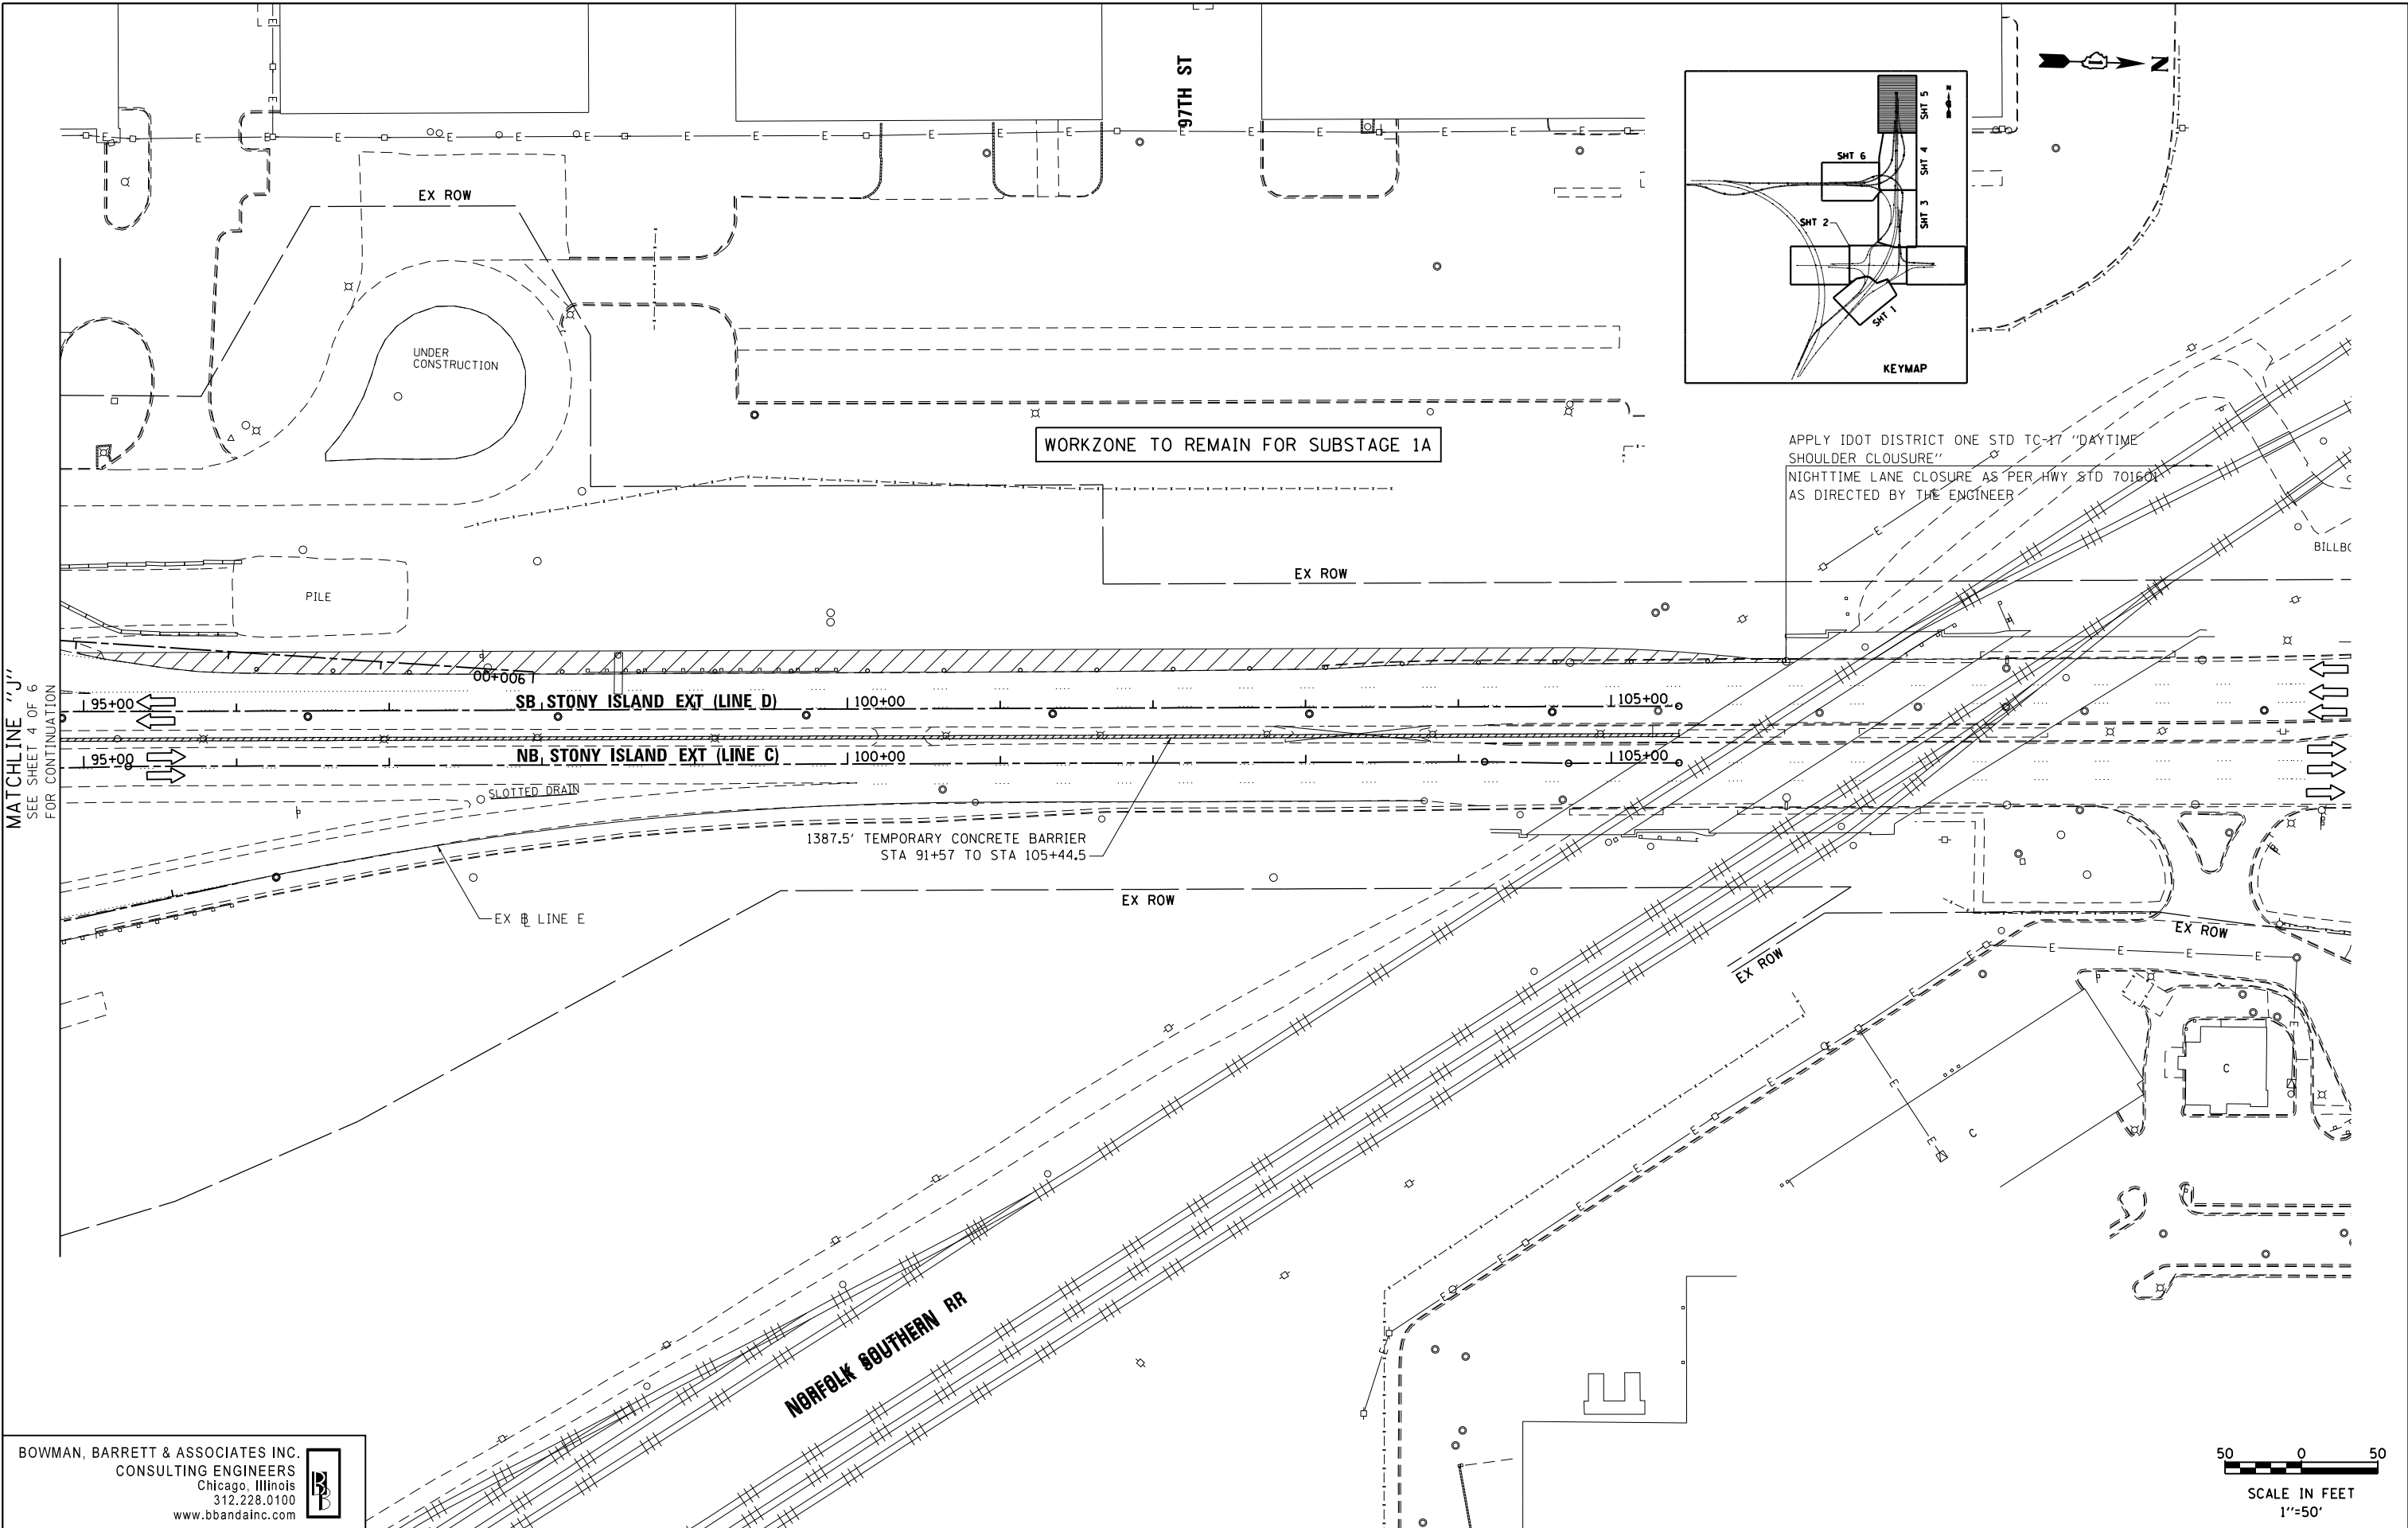 97TH ST
N
EX ROW
UNDER
CONSTRUCTION
WORKZONE TO REMAIN FOR SUBSTAGE 1A
SHT 5
SHT 4
SHT 6
SHT 3
SHT 2
SHT 1
KEYMAP
APPLY IDOT DISTRICT ONE STD TC-17 "DAYTIME
SHOULDER CLOUSURE"
NIGHTTIME LANE CLOSURE AS PER HWY STD 701601
AS DIRECTED BY THE ENGINEER
BILLBO
EX ROW
PILE
MATCHLINE "J"
SEE SHEET 4 OF 6
FOR CONTINUATION
L 9006+00
95+00
SB STONY ISLAND EXT (LINE D)
100+00
105+00
95+00
NB STONY ISLAND EXT (LINE C)
100+00
105+00
SLOTTED DRAIN
1387.5' TEMPORARY CONCRETE BARRIER
STA 91+57 TO STA 105+44.5
EX ROW
EX BL LINE E
EX ROW
EX ROW
C
C
NORFOLK SOUTHERN RR
BOWMAN, BARRETT & ASSOCIATES INC.
CONSULTING ENGINEERS
Chicago, Illinois
312.228.0100
www.bbandainc.com
50 0 50
SCALE IN FEET
1"=50'